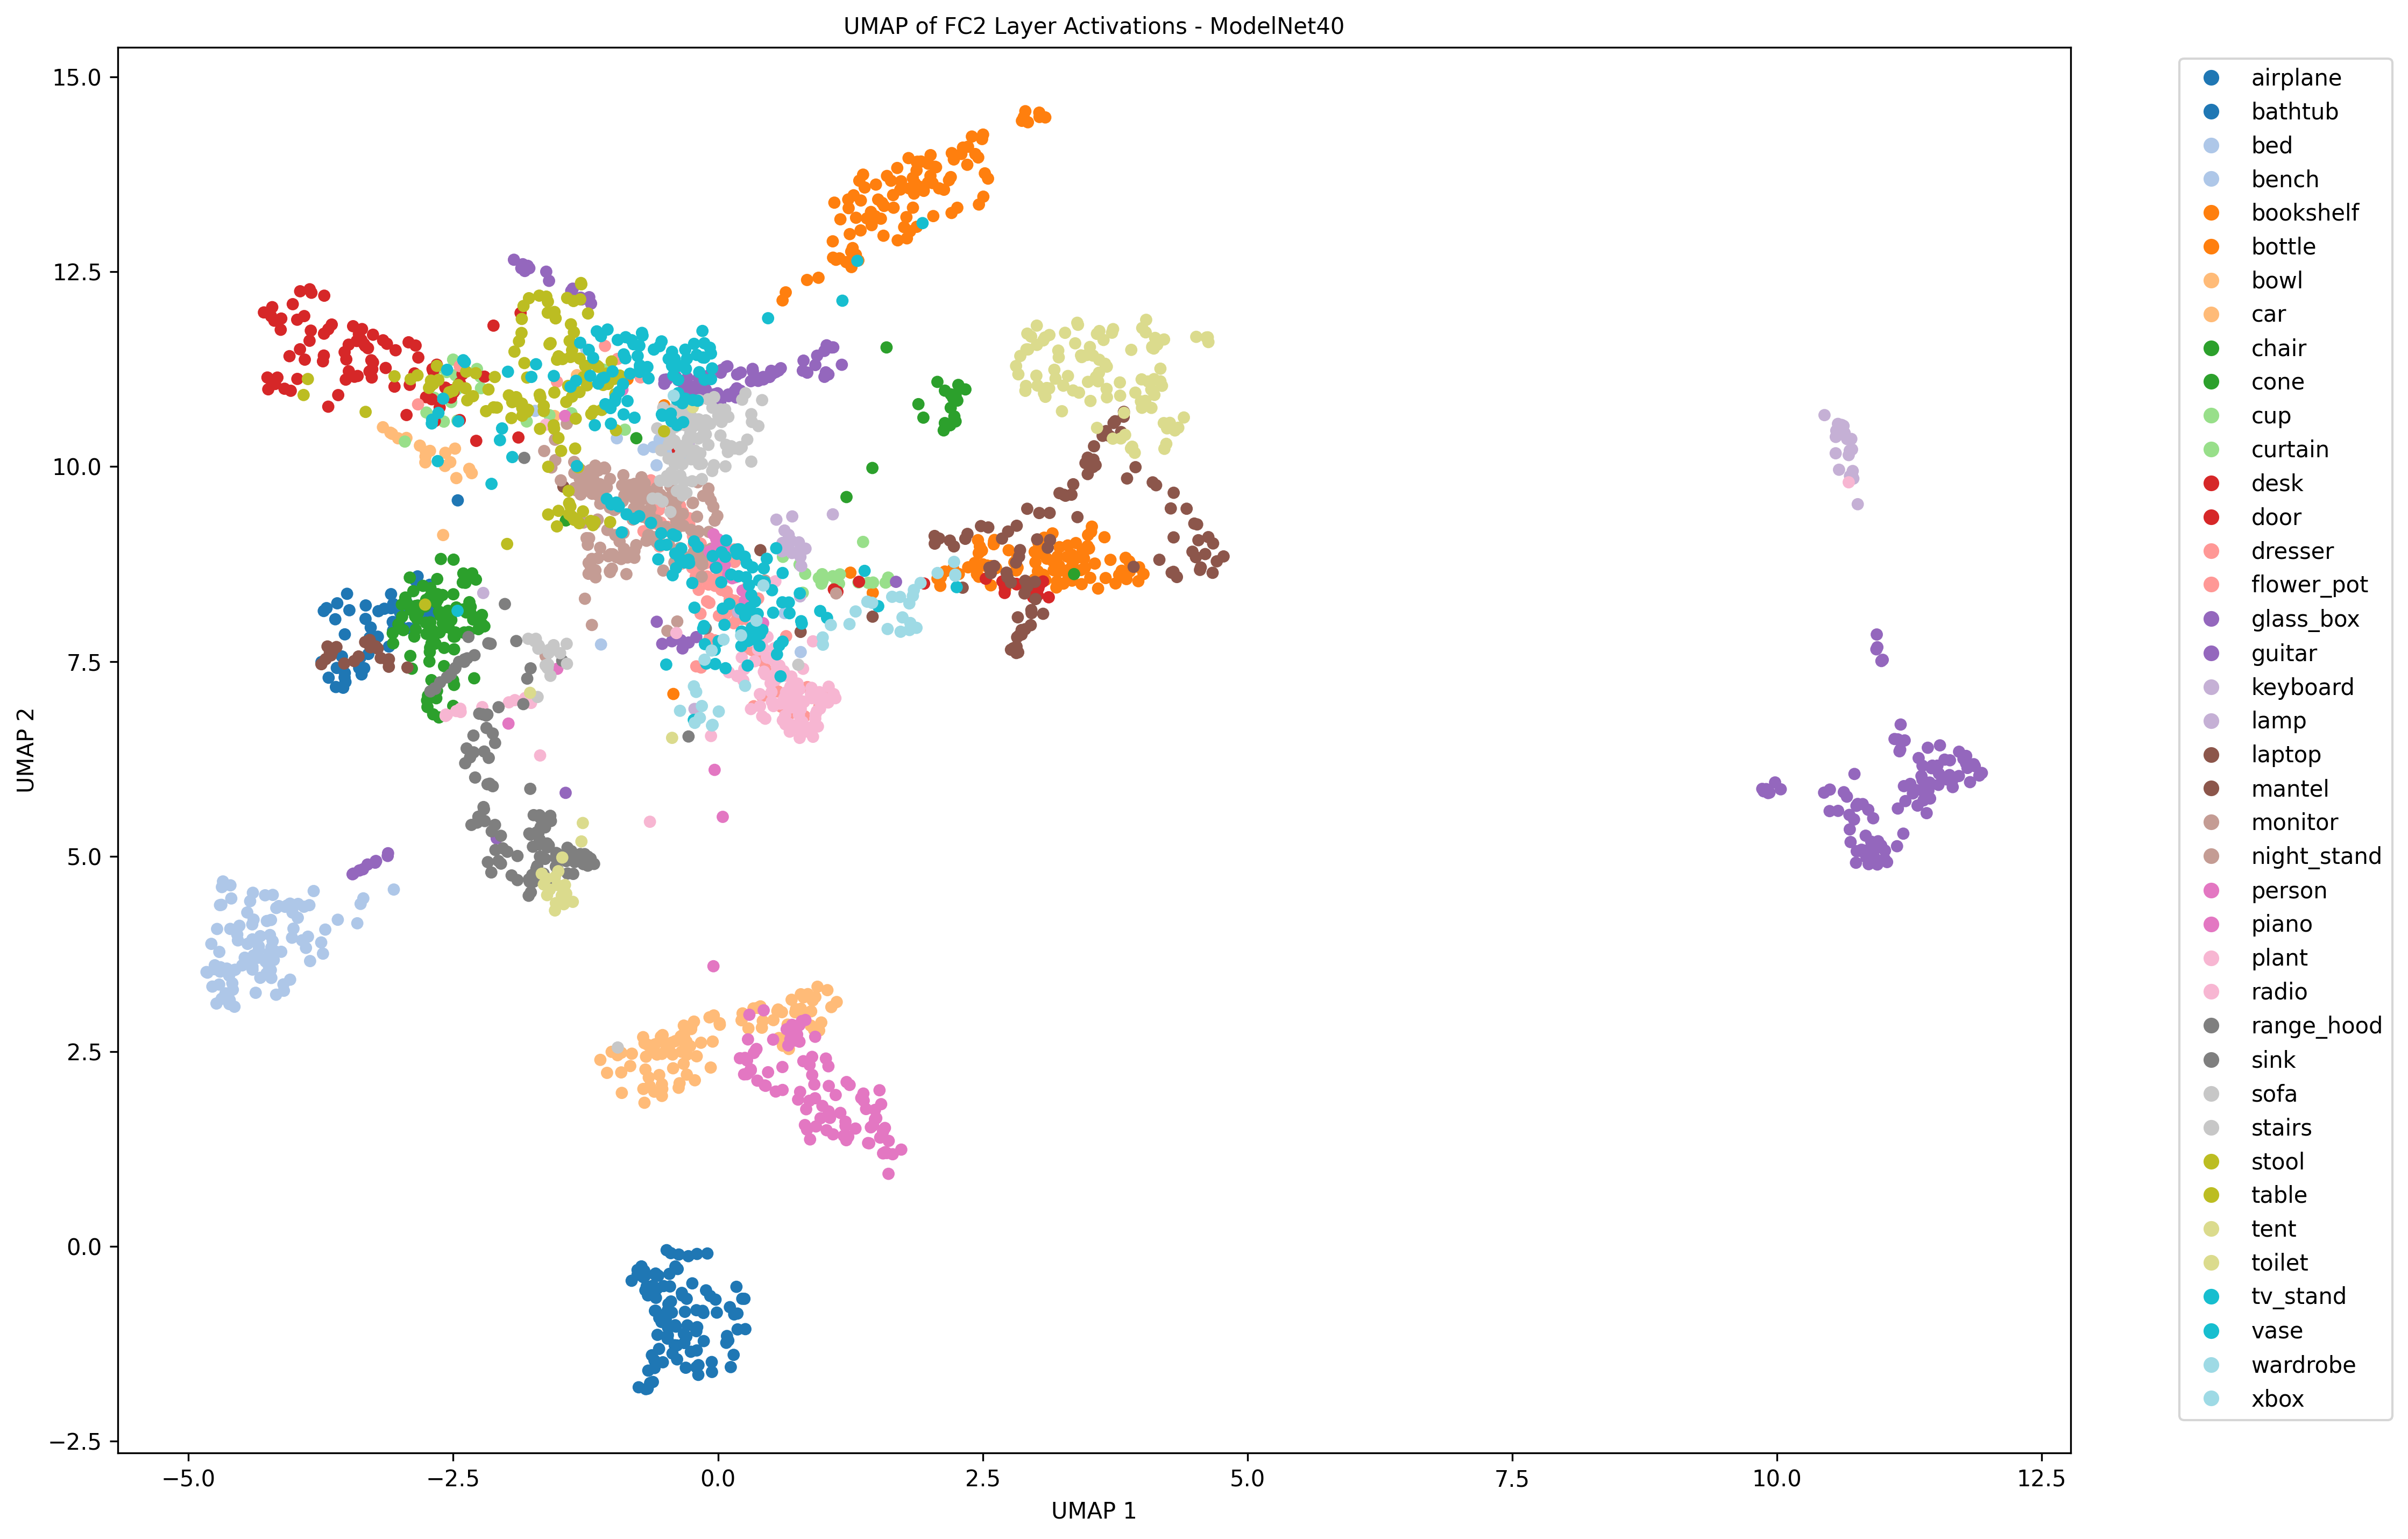 UMAP of FC2 Layer Activations - ModelNet40
15.0
12.5
10.0
7.5
5.0
2.5
0.0
−2.5
UMAP 2
−5.0
−2.5
0.0
2.5
5.0
7.5
10.0
12.5
UMAP 1
airplane
bathtub
bed
bench
bookshelf
bottle
bowl
car
chair
cone
cup
curtain
desk
door
dresser
flower_pot
glass_box
guitar
keyboard
lamp
laptop
mantel
monitor
night_stand
person
piano
plant
radio
range_hood
sink
sofa
stairs
stool
table
tent
toilet
tv_stand
vase
wardrobe
xbox